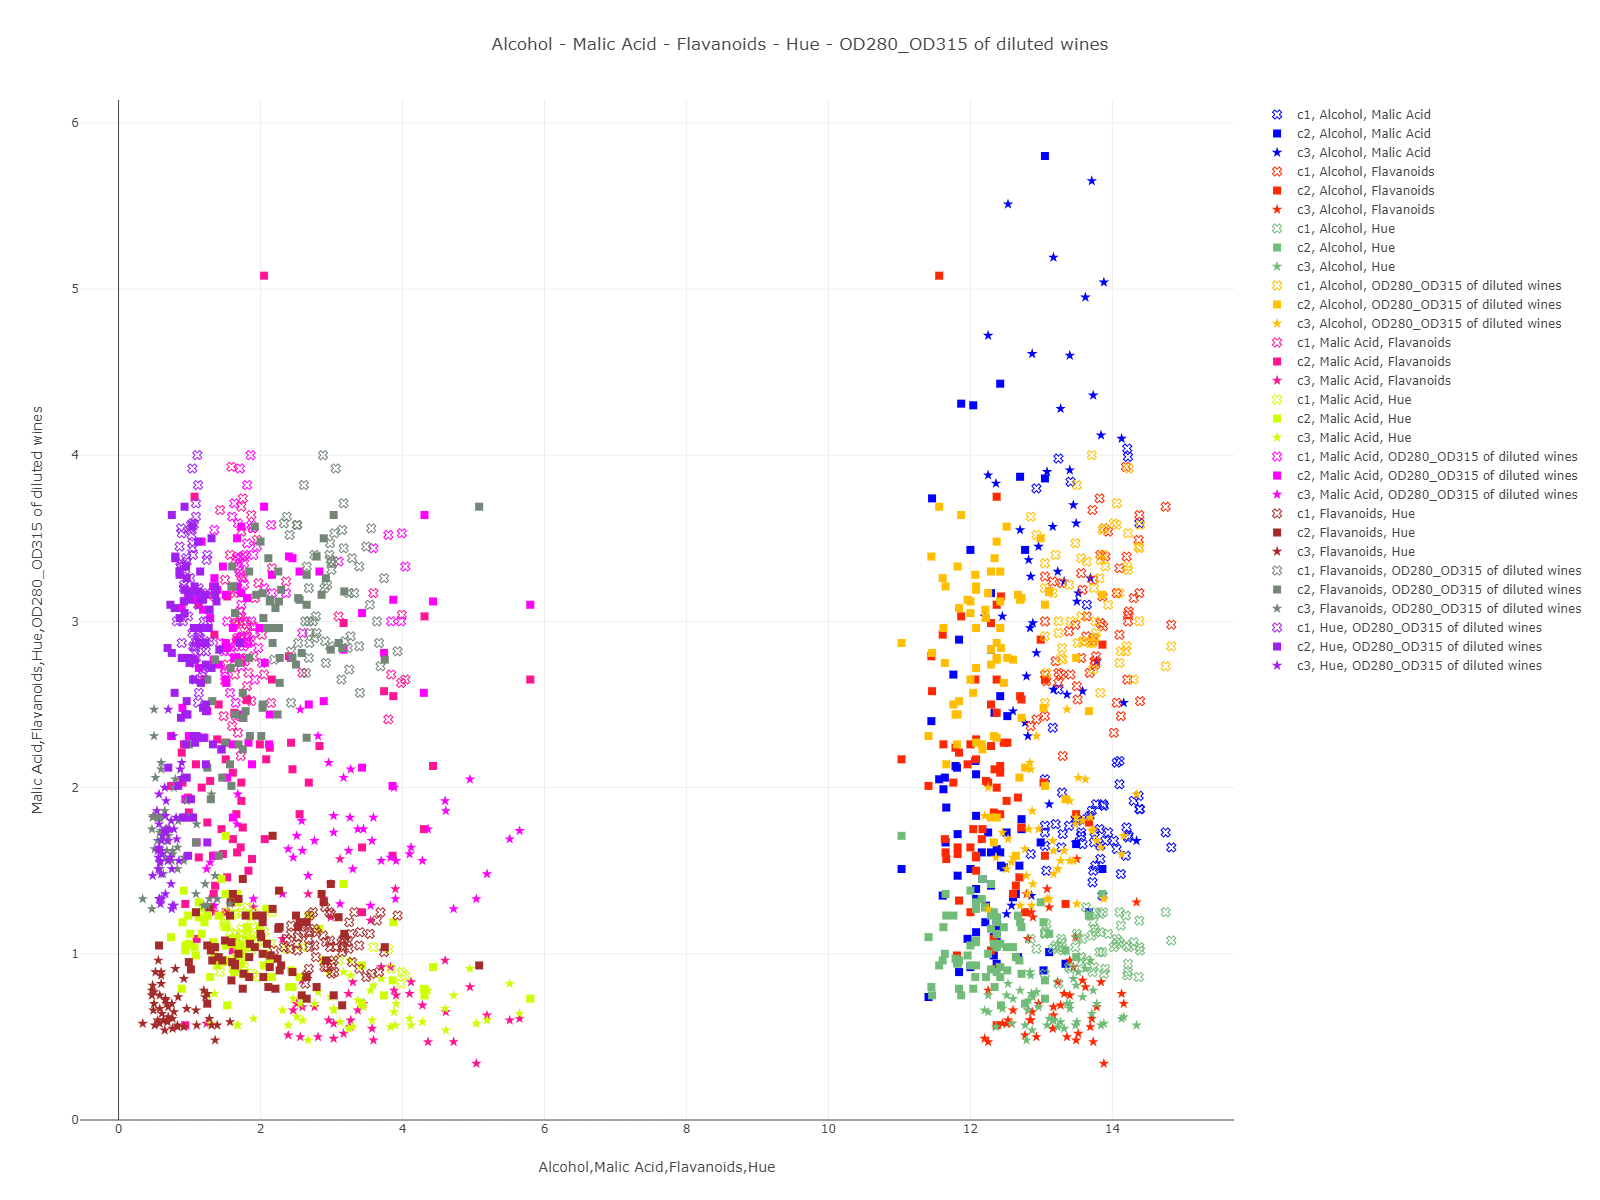 Alcohol - Malic Acid - Flavanoids - Hue - OD280_OD315 of diluted wines
Malic Acid,Flavanoids,Hue,OD280_OD315 of diluted wines
6
5
4
3
2
1
0
0
2
4
6
8
10
12
14
Alcohol,Malic Acid,Flavanoids,Hue
c1, Alcohol, Malic Acid
c2, Alcohol, Malic Acid
c3, Alcohol, Malic Acid
c1, Alcohol, Flavanoids
c2, Alcohol, Flavanoids
c3, Alcohol, Flavanoids
c1, Alcohol, Hue
c2, Alcohol, Hue
c3, Alcohol, Hue
c1, Alcohol, OD280_OD315 of diluted wines
c2, Alcohol, OD280_OD315 of diluted wines
c3, Alcohol, OD280_OD315 of diluted wines
c1, Malic Acid, Flavanoids
c2, Malic Acid, Flavanoids
c3, Malic Acid, Flavanoids
c1, Malic Acid, Hue
c2, Malic Acid, Hue
c3, Malic Acid, Hue
c1, Malic Acid, OD280_OD315 of diluted wines
c2, Malic Acid, OD280_OD315 of diluted wines
c3, Malic Acid, OD280_OD315 of diluted wines
c1, Flavanoids, Hue
c2, Flavanoids, Hue
c3, Flavanoids, Hue
c1, Flavanoids, OD280_OD315 of diluted wines
c2, Flavanoids, OD280_OD315 of diluted wines
c3, Flavanoids, OD280_OD315 of diluted wines
c1, Hue, OD280_OD315 of diluted wines
c2, Hue, OD280_OD315 of diluted wines
c3, Hue, OD280_OD315 of diluted wines